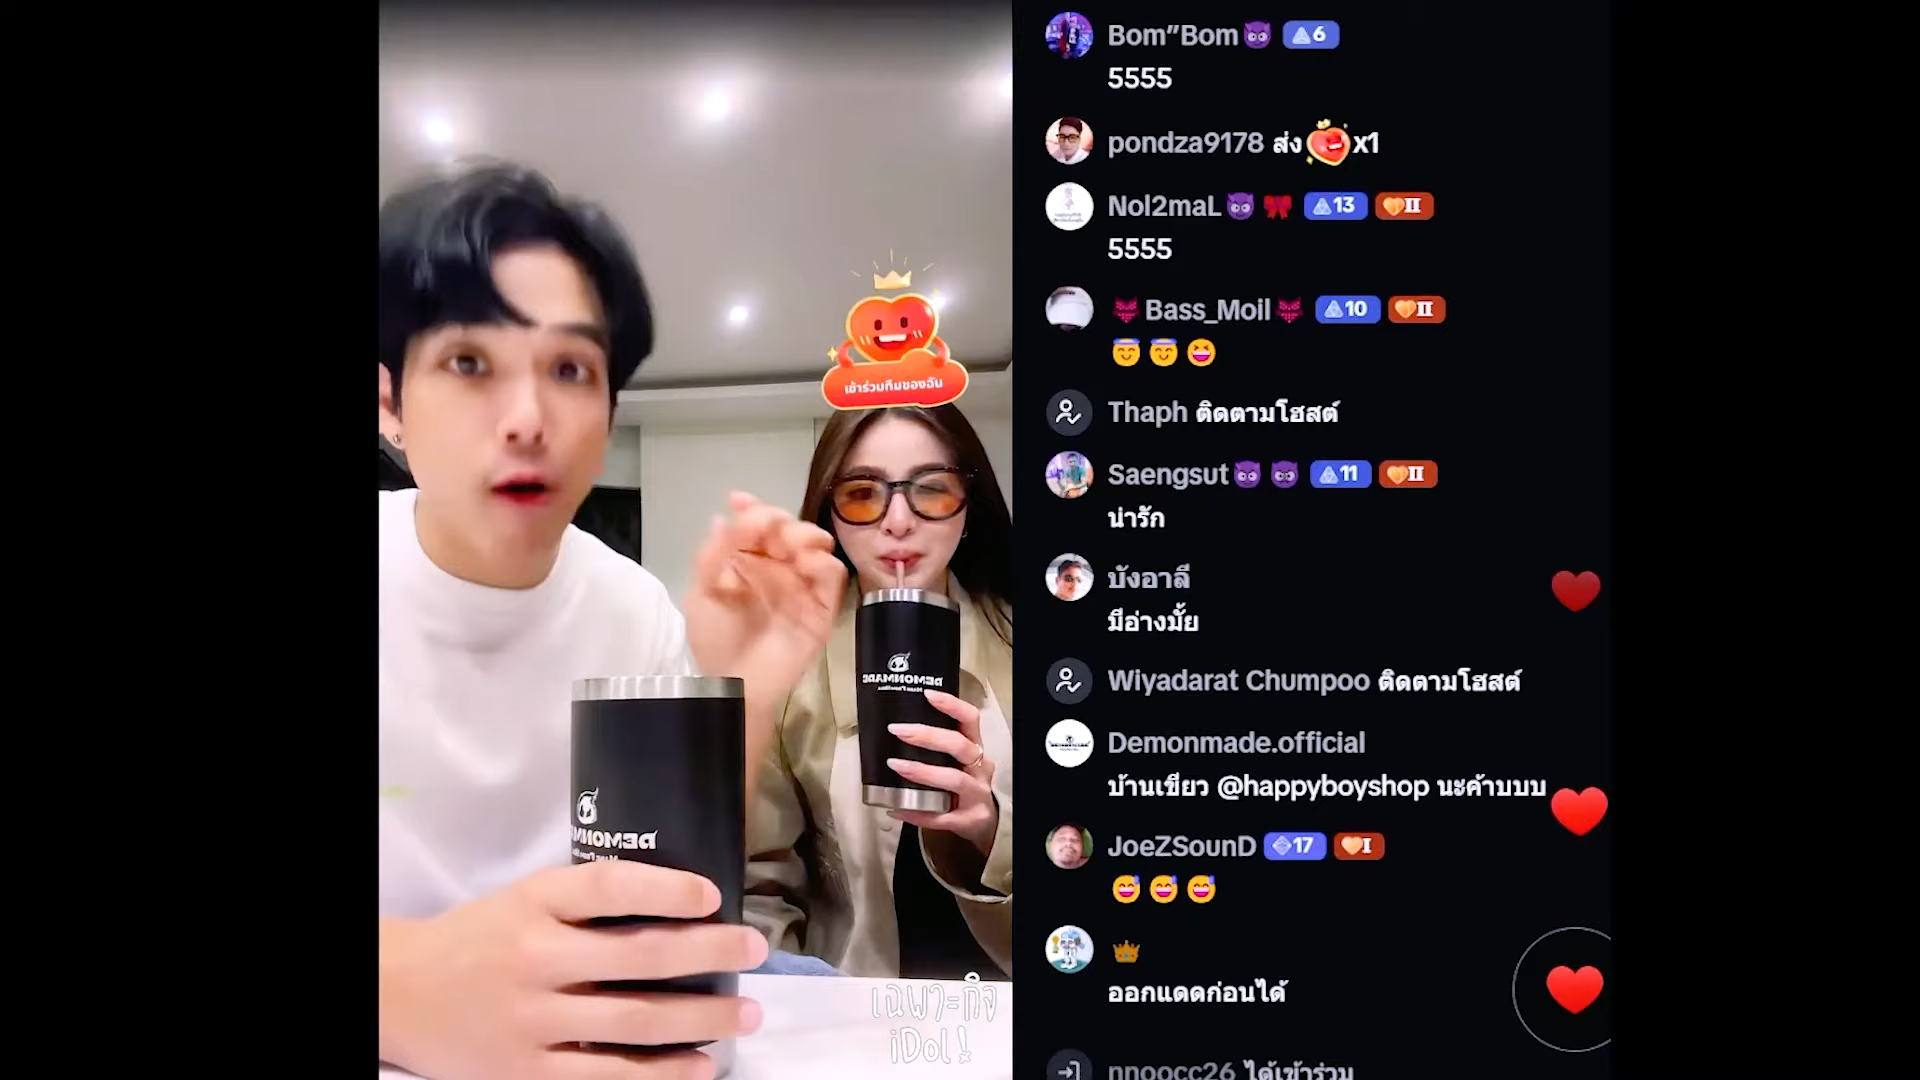 Bom"Bom 6
5555
pondza9178 ส่ง x1
Nol2maL 13 II
5555
Bass_Moil 10 II
Thaph ติดตามโฮสต์
Saengsut 11 II
น่ารัก
บังอาลี
มีอ่างมั้ย
Wiyadarat Chumpoo ติดตามโฮสต์
Demonmade.official
บ้านเขียว @happyboyshop นะค้าบบบ
JoeZSounD 17 I
ออกแดดก่อนได้
nnoocc26 ได้เข้าร่วม
เข้าร่วมทีมของฉัน
DEMONMADE
DEMONMADE
เฉพาะกิจ
iDol!